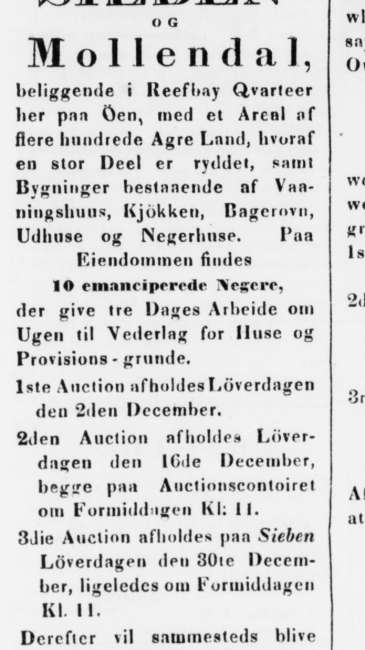 SIEBEN
OG
Mollendal,
beliggende i Reefbay Qvarteer
her paa Öen, med et Areal af
flere hundrede Agre Land, hvoraf
en stor Deel er ryddet, samt
Bygninger bestaaende af Vaa-
ningshuus, Kjökken, Bagerovn,
Udhuse og Negerhuse. Paa
Eiendommen findes
10 emanciperede Negere,
der give tre Dages Arbeide om
Ugen til Vederlag for Huse og
Provisions-grunde.
1ste Auction afholdes Löverdagen
den 2den December.
2den Auction afholdes Löver-
dagen den 16de December,
begge paa Auctionscontoiret
om Formiddagen Kl: 11.
3die Auction afholdes paa Sieben
Löverdagen den 30te Decem-
ber, ligeledes om Formiddagen
Kl. 11.
Derefter vil sammesteds blive